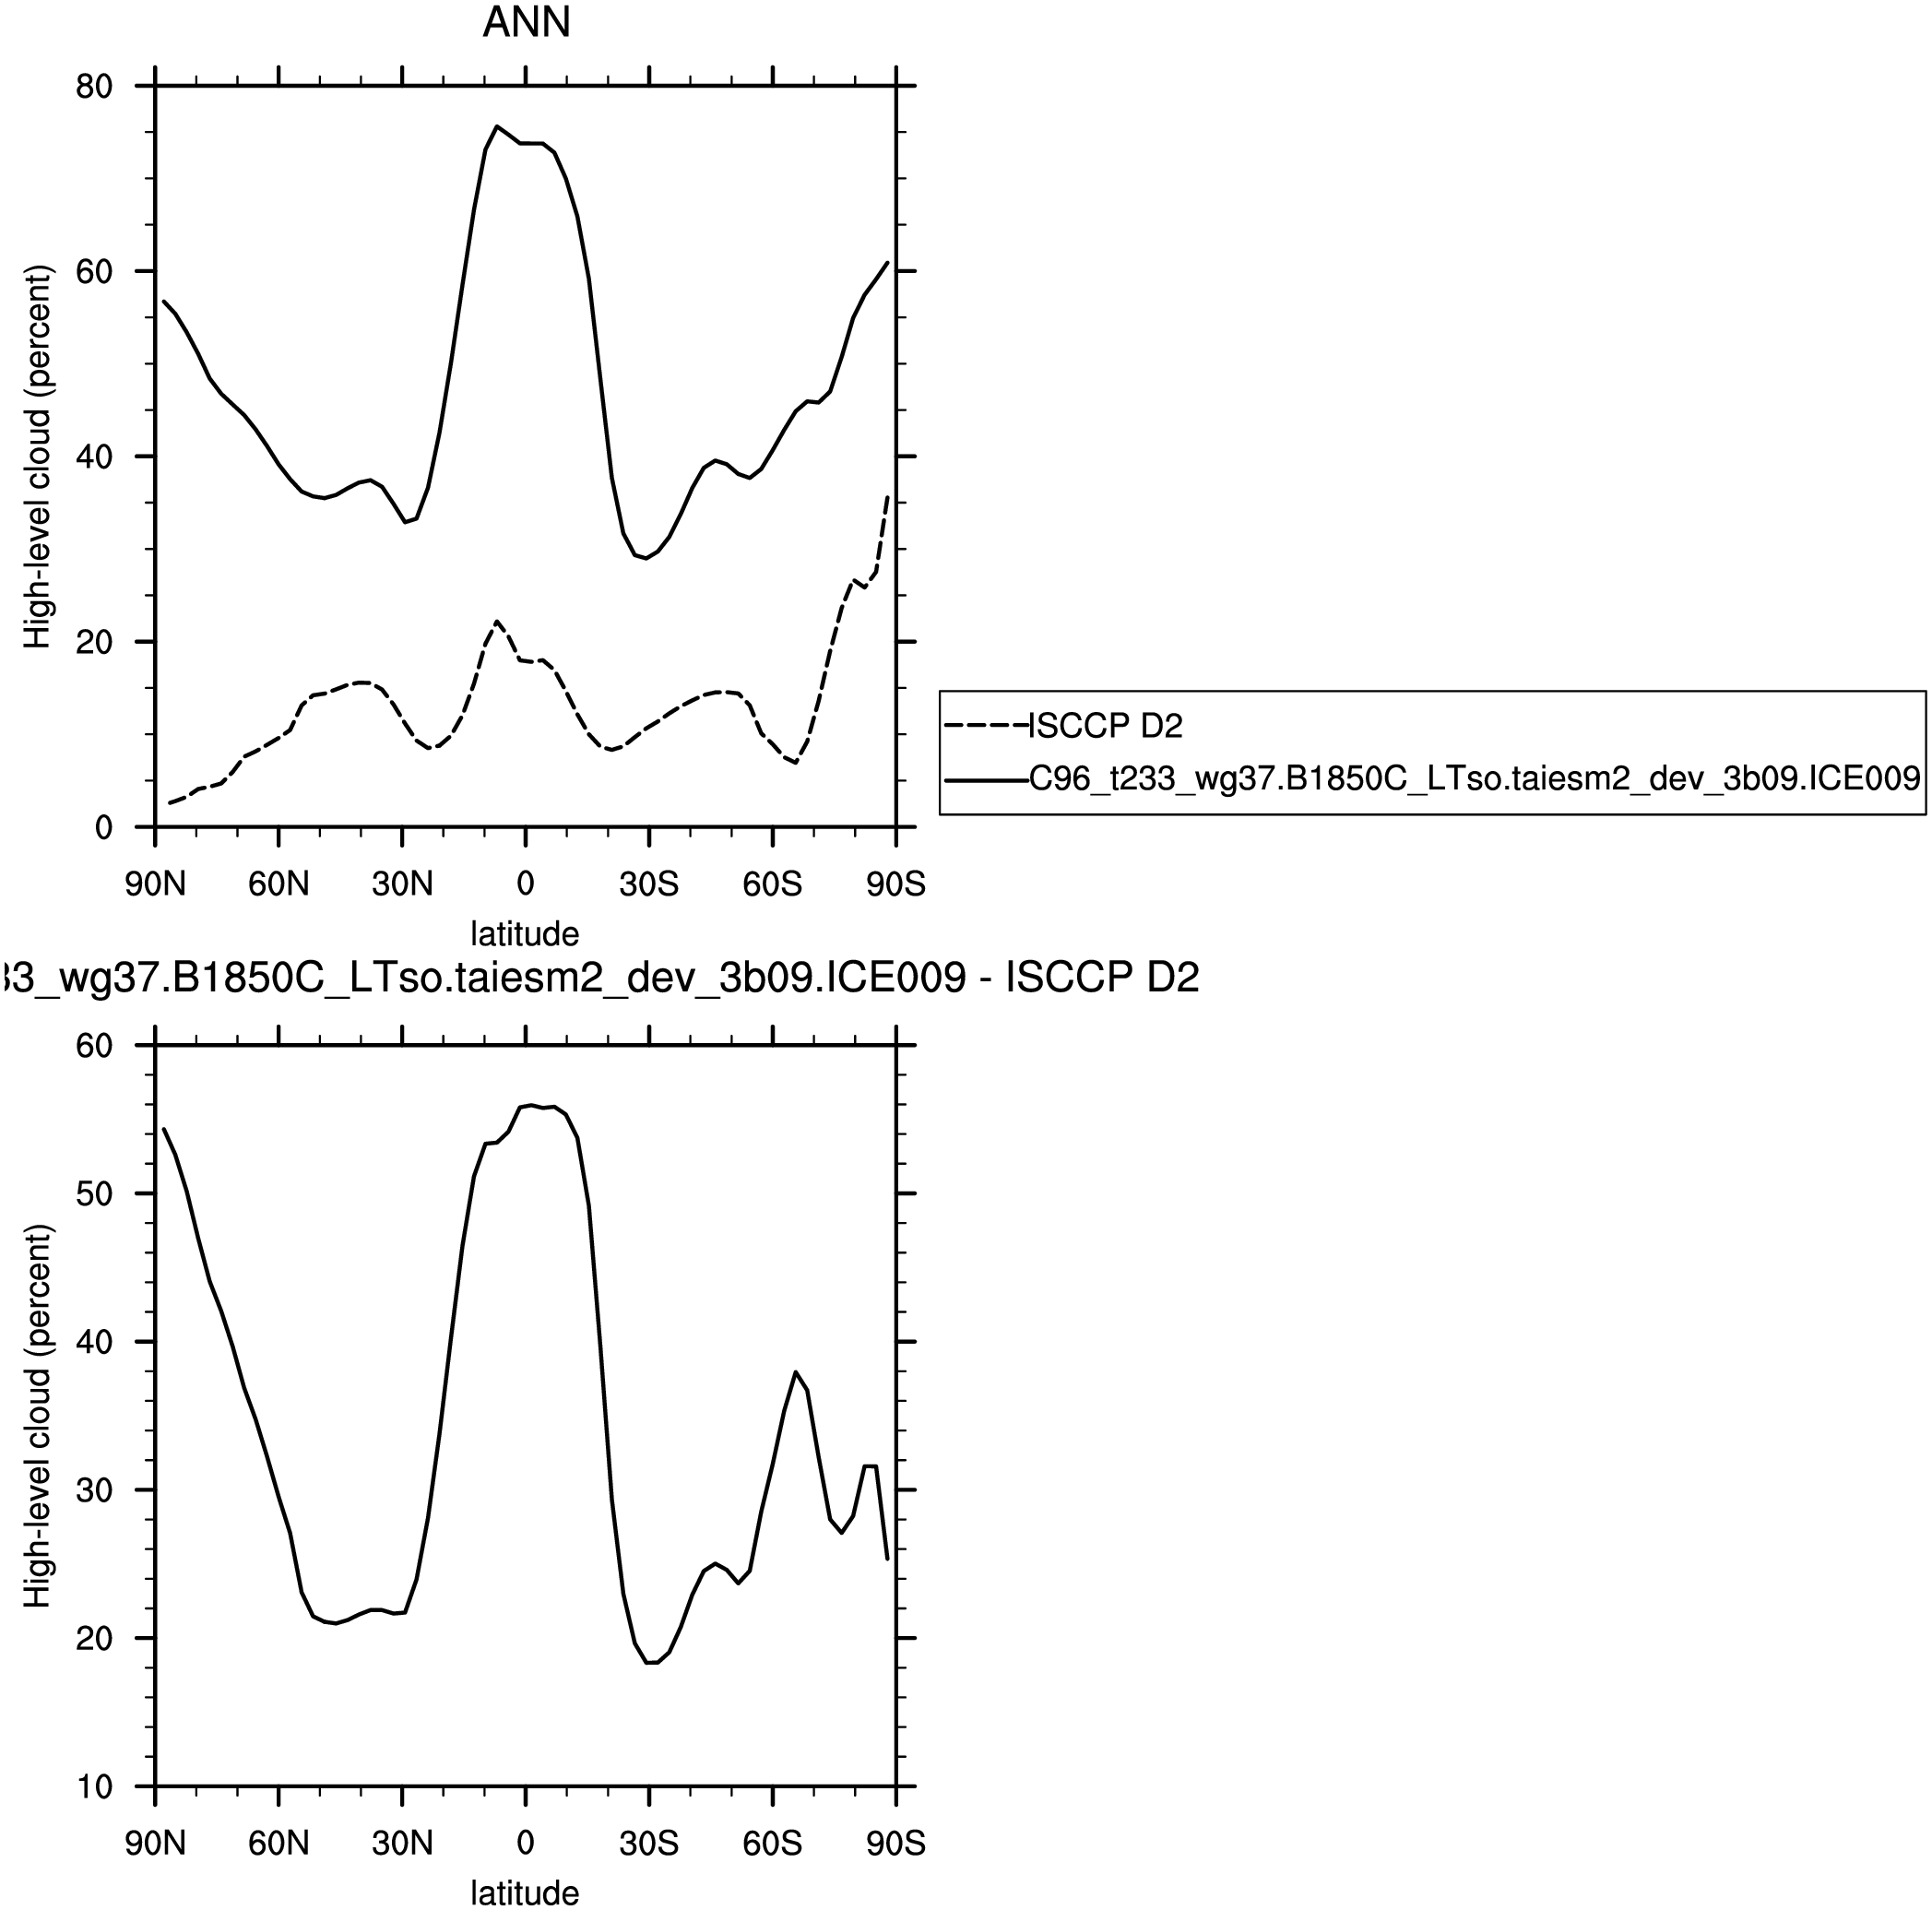 ANN
80
60
40
20
0
High-level cloud (percent)
90N 60N 30N 0 30S 60S 90S
latitude
ISCCP D2
C96_t233_wg37.B1850C_LTso.taiesm2_dev_3b09.ICE009
3_wg37.B1850C_LTso.taiesm2_dev_3b09.ICE009 - ISCCP D2
60
50
40
30
20
10
High-level cloud (percent)
90N 60N 30N 0 30S 60S 90S
latitude